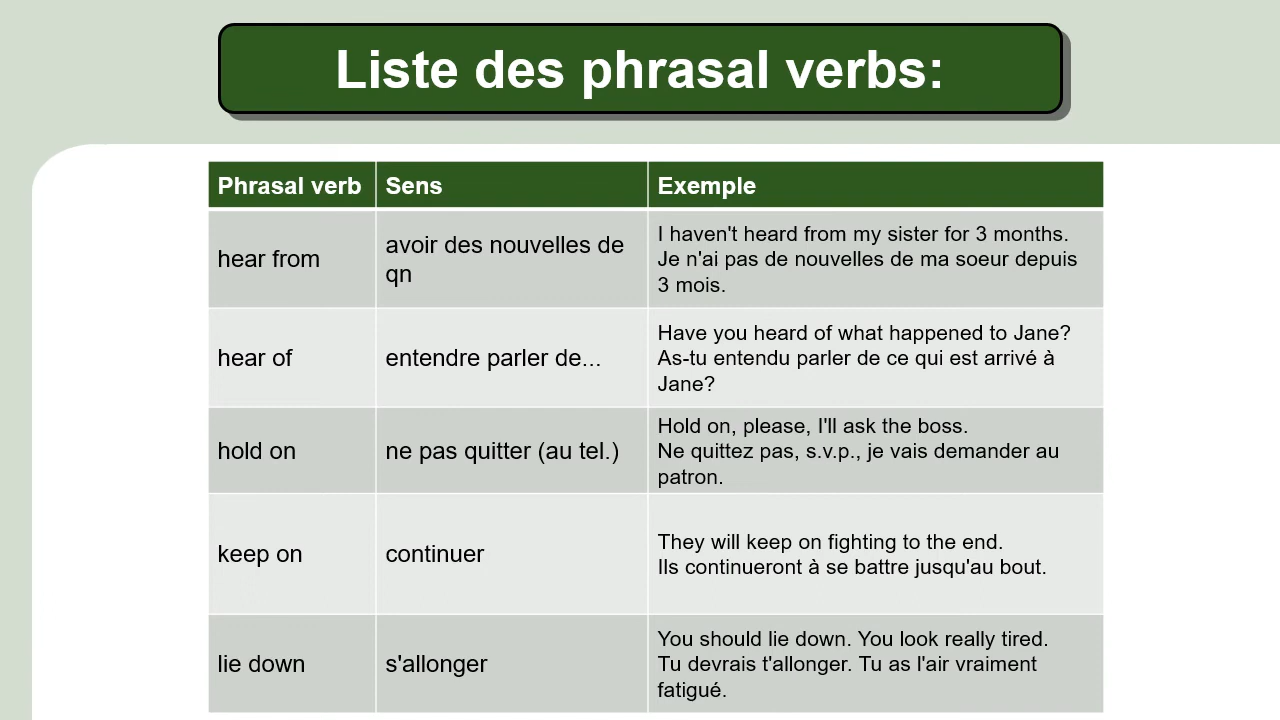 Liste des phrasal verbs:
Phrasal verb
Sens
Exemple
hear from
avoir des nouvelles de
qn
I haven't heard from my sister for 3 months.
Je n'ai pas de nouvelles de ma soeur depuis
3 mois.
hear of
entendre parler de...
Have you heard of what happened to Jane?
As-tu entendu parler de ce qui est arrivé à
Jane?
hold on
ne pas quitter (au tel.)
Hold on, please, I'll ask the boss.
Ne quittez pas, s.v.p., je vais demander au
patron.
keep on
continuer
They will keep on fighting to the end.
Ils continueront à se battre jusqu'au bout.
lie down
s'allonger
You should lie down. You look really tired.
Tu devrais t'allonger. Tu as l'air vraiment
fatigué.